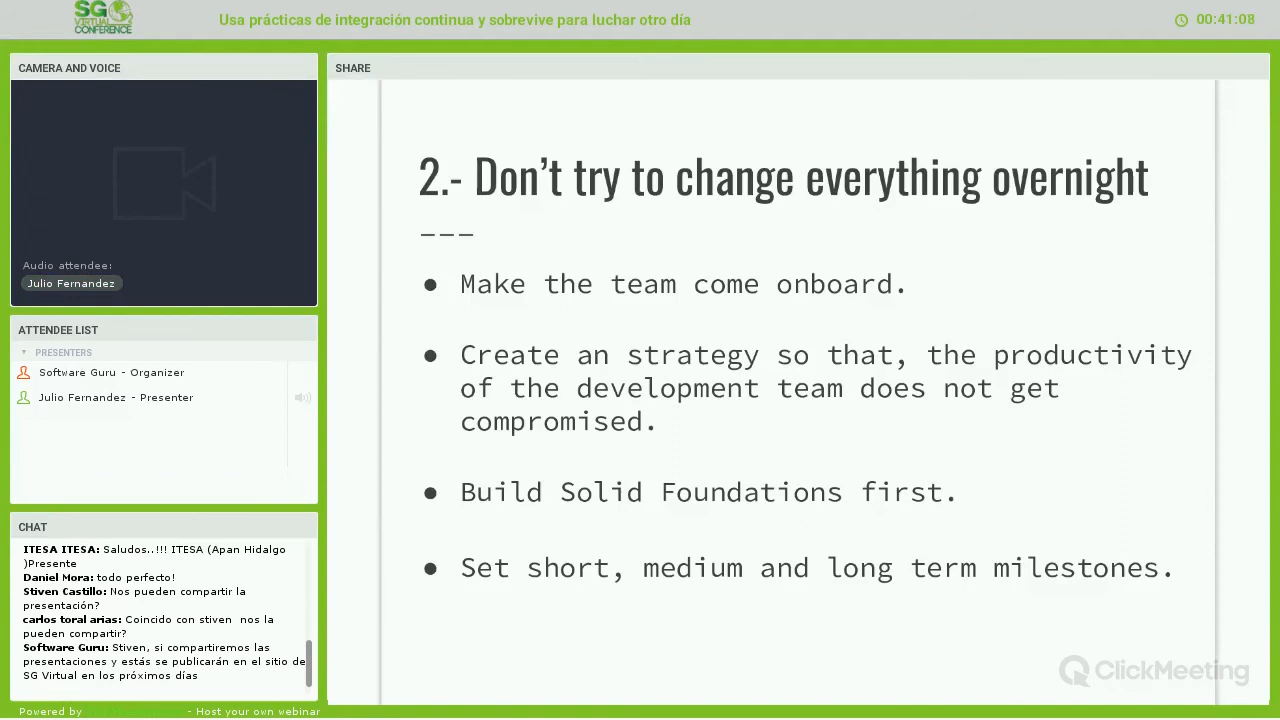 SG
VIRTUAL
CONFERENCE
Usa prácticas de integración continua y sobrevive para luchar otro día
00:41:08
CAMERA AND VOICE
Audio attendee:
Julio Fernandez
ATTENDEE LIST
PRESENTERS
Software Guru - Organizer
Julio Fernandez - Presenter
CHAT
ITESA ITESA: Saludos..!!! ITESA (Apan Hidalgo
)Presente
Daniel Mora: todo perfecto!
Stiven Castillo: Nos pueden compartir la
presentación?
carlos toral arias: Coincido con stiven nos la
pueden compartir?
Software Guru: Stiven, si compartiremos las
presentaciones y estás se publicarán en el sitio de
SG Virtual en los próximos días
Powered by - Host your own webinar
SHARE
2.- Don’t try to change everything overnight
● Make the team come onboard.
● Create an strategy so that, the productivity
of the development team does not get
compromised.
● Build Solid Foundations first.
● Set short, medium and long term milestones.
ClickMeeting